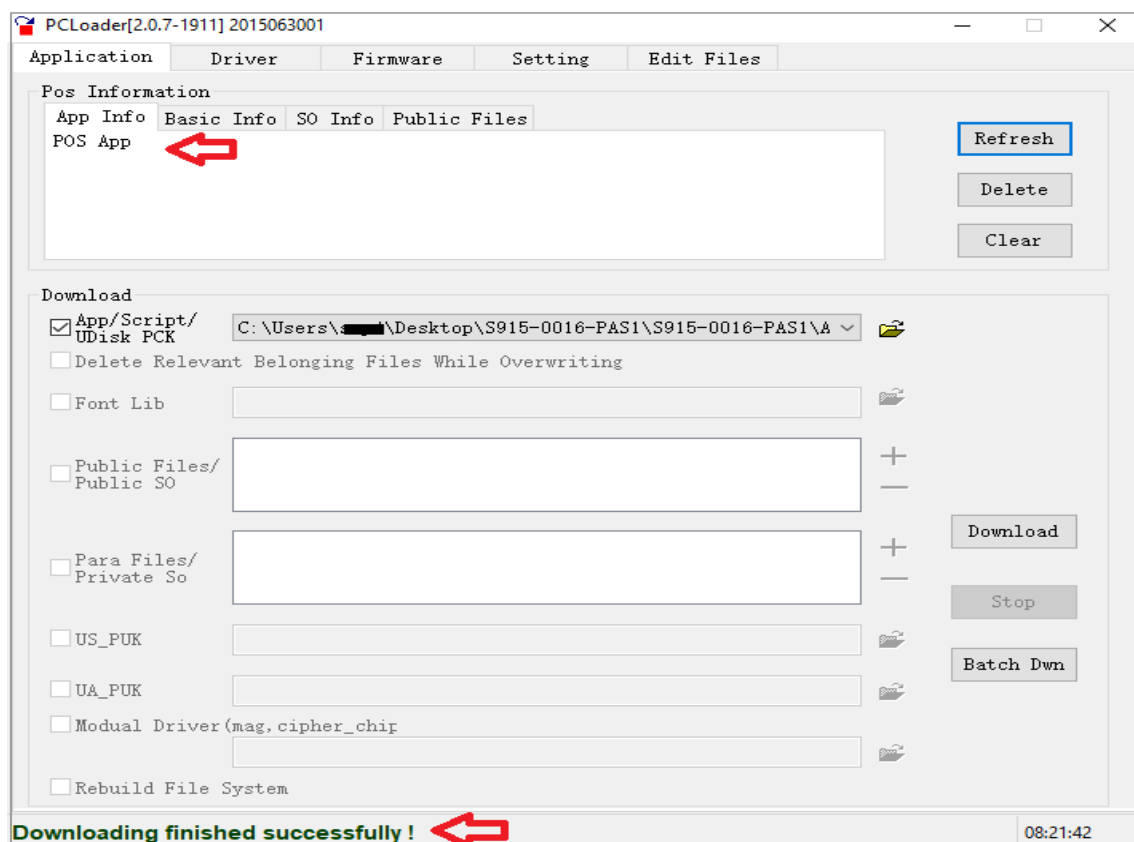 PCLoader[2.0.7-1911] 2015063001
Application Driver Firmware Setting Edit Files
Pos Information
App Info Basic Info SO Info Public Files
POS App
Refresh
Delete
Clear
Download
App/Script/
UDisk PCK
C:\Users\ \Desktop\S915-0016-PAS1\S915-0016-PAS1\A
Delete Relevant Belonging Files While Overwriting
Font Lib
Public Files/
Public SO
Para Files/
Private So
Download
Stop
US_PUK
Batch Dwn
UA_PUK
Modual Driver(mag,cipher_chip
Rebuild File System
Downloading finished successfully !
08:21:42